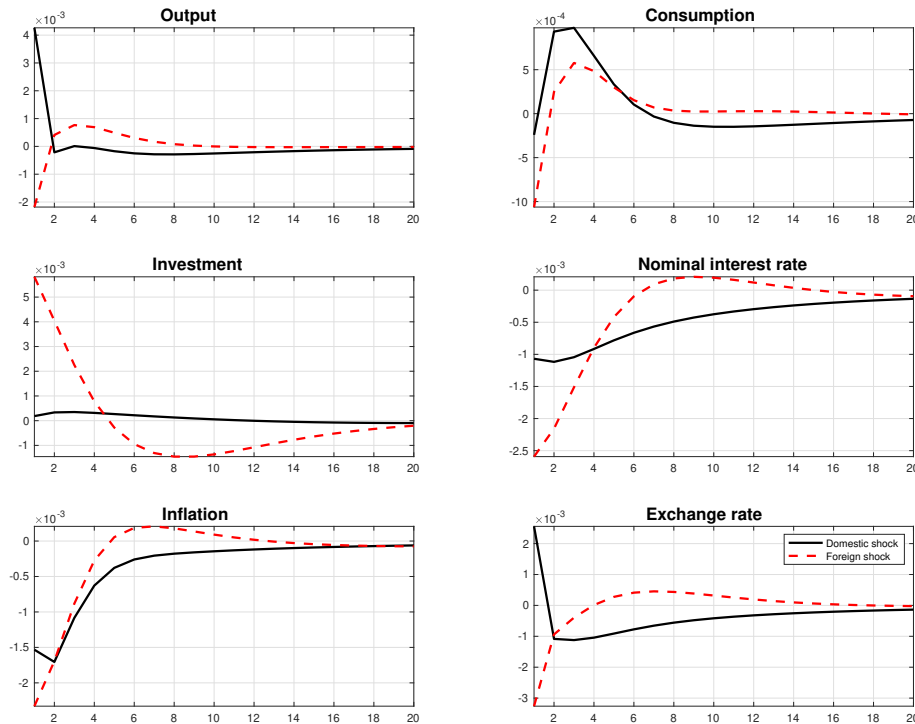 Output
×10-3
4
3
2
1
0
-1
-2
2 4 6 8 10 12 14 16 18 20
Consumption
×10-4
5
0
-5
-10
2 4 6 8 10 12 14 16 18 20
Investment
×10-3
5
4
3
2
1
0
-1
2 4 6 8 10 12 14 16 18 20
Nominal interest rate
×10-3
0
-0.5
-1
-1.5
-2
-2.5
2 4 6 8 10 12 14 16 18 20
Inflation
×10-3
0
-0.5
-1
-1.5
-2
2 4 6 8 10 12 14 16 18 20
Exchange rate
×10-3
2
1
0
-1
-2
-3
Domestic shock
Foreign shock
2 4 6 8 10 12 14 16 18 20